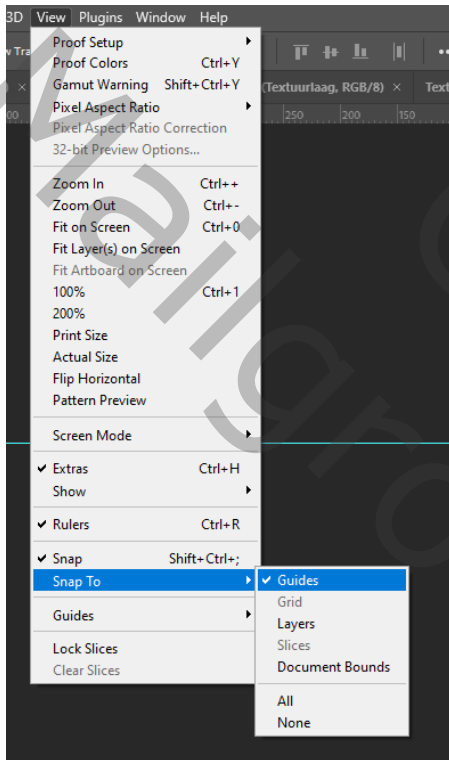 3D View Plugins Window Help
Proof Setup
Proof Colors Ctrl+Y
Gamut Warning Shift+Ctrl+Y
Pixel Aspect Ratio
Pixel Aspect Ratio Correction
32-bit Preview Options...
(Textuurlaag, RGB/8) ×
250 200 150
Zoom In Ctrl++
Zoom Out Ctrl+-
Fit on Screen Ctrl+0
Fit Layer(s) on Screen
Fit Artboard on Screen
100% Ctrl+1
200%
Print Size
Actual Size
Flip Horizontal
Pattern Preview
Screen Mode
Extras Ctrl+H
Show
Rulers Ctrl+R
Snap Shift+Ctrl+;
Snap To
Guides
Lock Slices
Clear Slices
Guides
Grid
Layers
Slices
Document Bounds
All
None